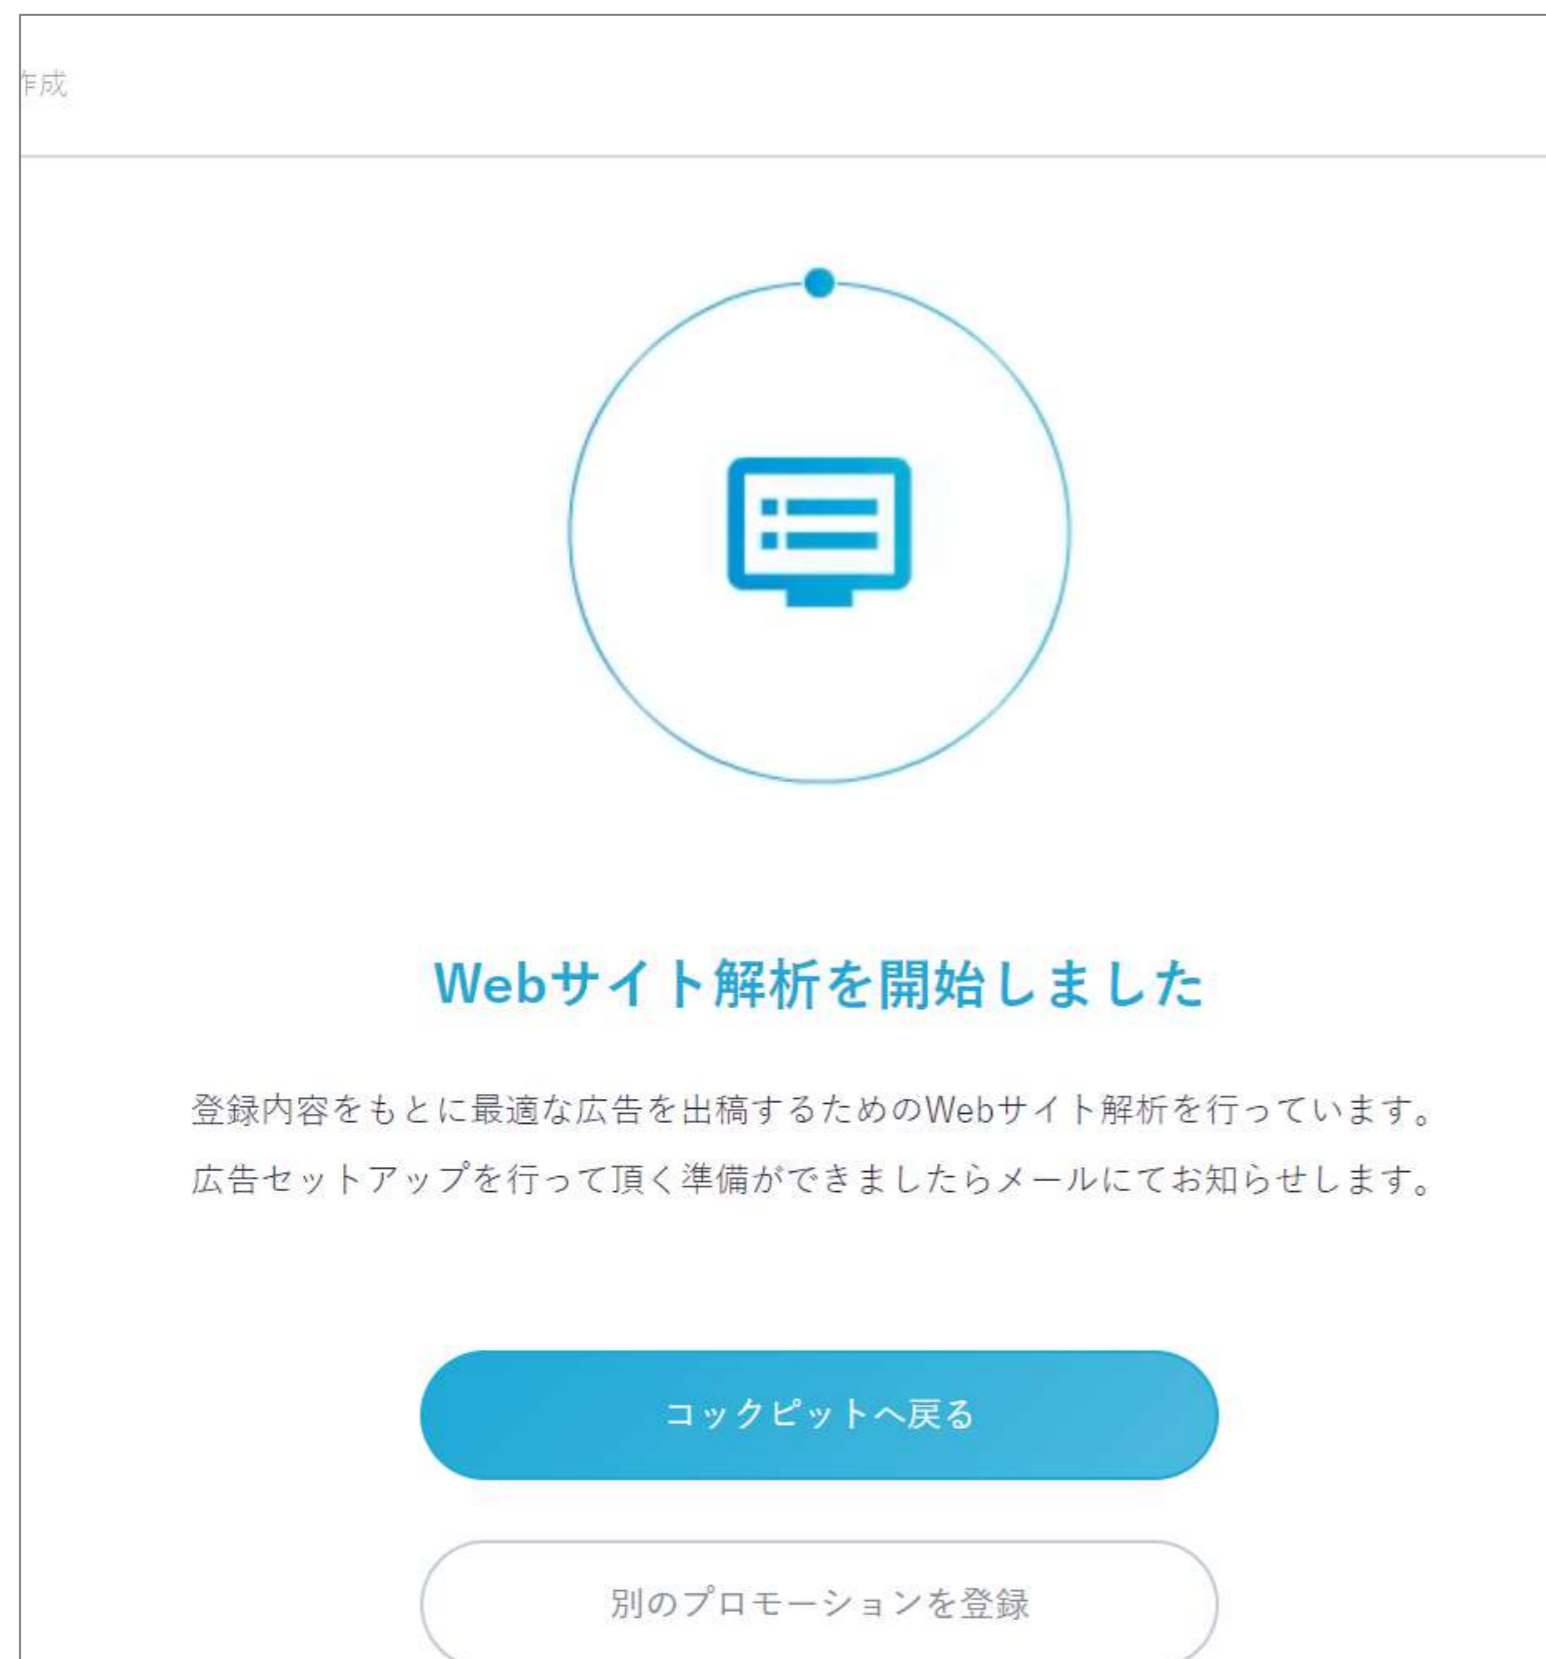 作成
Webサイト解析を開始しました
登録内容をもとに最適な広告を出稿するためのWebサイト解析を行っています。
広告セットアップを行って頂く準備ができましたらメールにてお知らせします。
コックピットへ戻る
別のプロモーションを登録